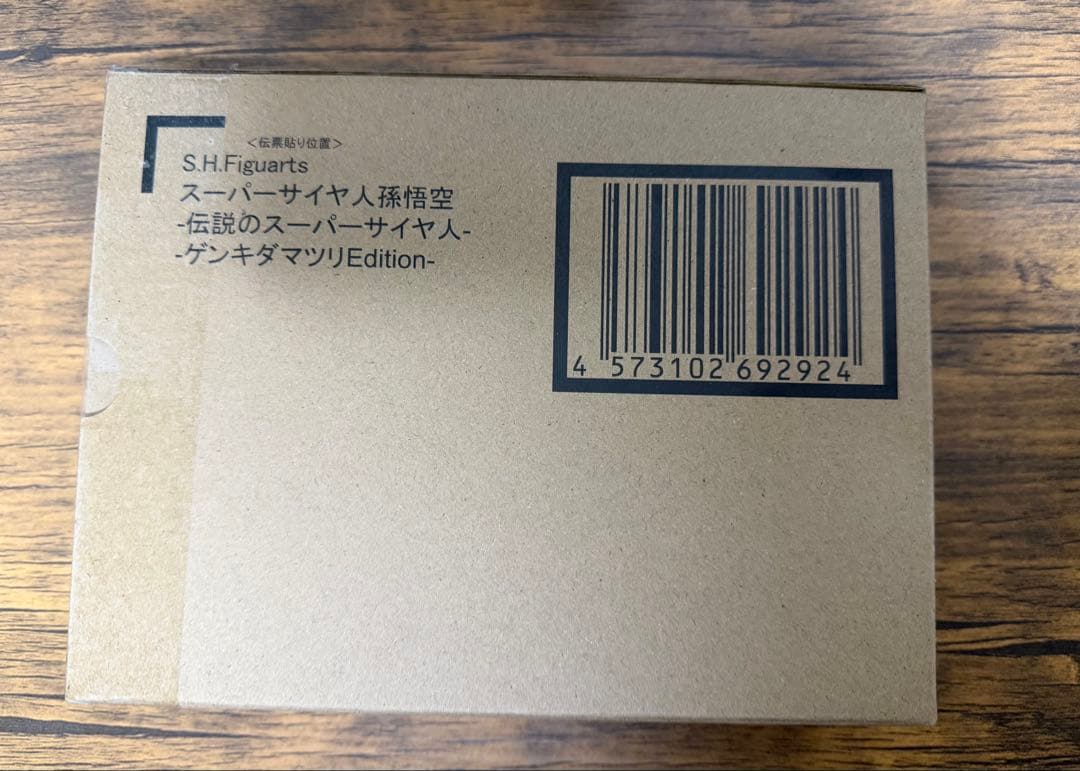 ＜伝票貼り位置＞
S.H.Figuarts
スーパーサイヤ人孫悟空
-伝説のスーパーサイヤ人-
-ゲンキダマツリEdition-
4 573102 692924